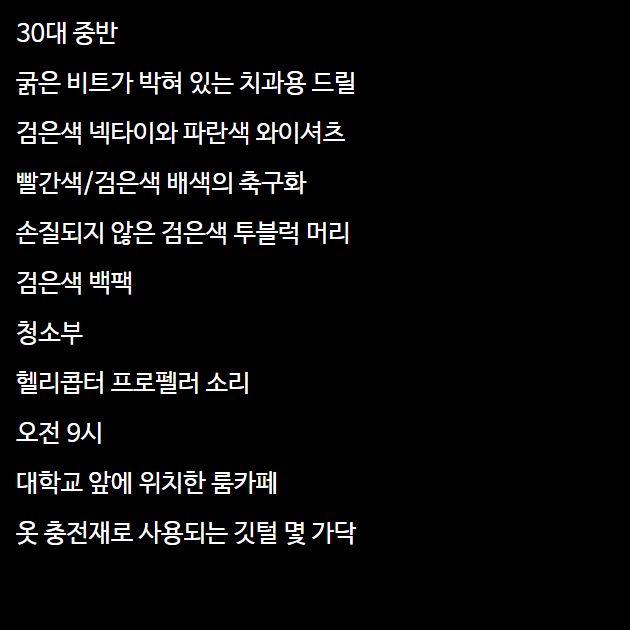 30대 중반
굵은 비트가 박혀 있는 치과용 드릴
검은색 넥타이와 파란색 와이셔츠
빨간색/검은색 배색의 축구화
손질되지 않은 검은색 투블럭 머리
검은색 백팩
청소부
헬리콥터 프로펠러 소리
오전 9시
대학교 앞에 위치한 룸카페
옷 충전재로 사용되는 깃털 몇 가닥